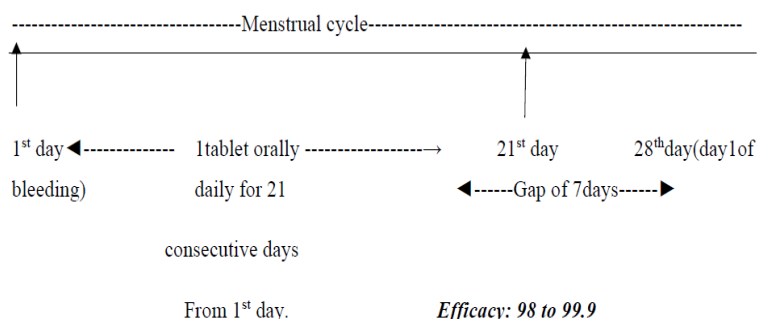 -----------------------------------Menstrual cycle---------------------------------------------------------
1st day ◀-------------- 1tablet orally -------------------→ 21st day 28thday(day1of
bleeding) daily for 21 ◀------Gap of 7days------▶
consecutive days
From 1st day. Efficacy: 98 to 99.9